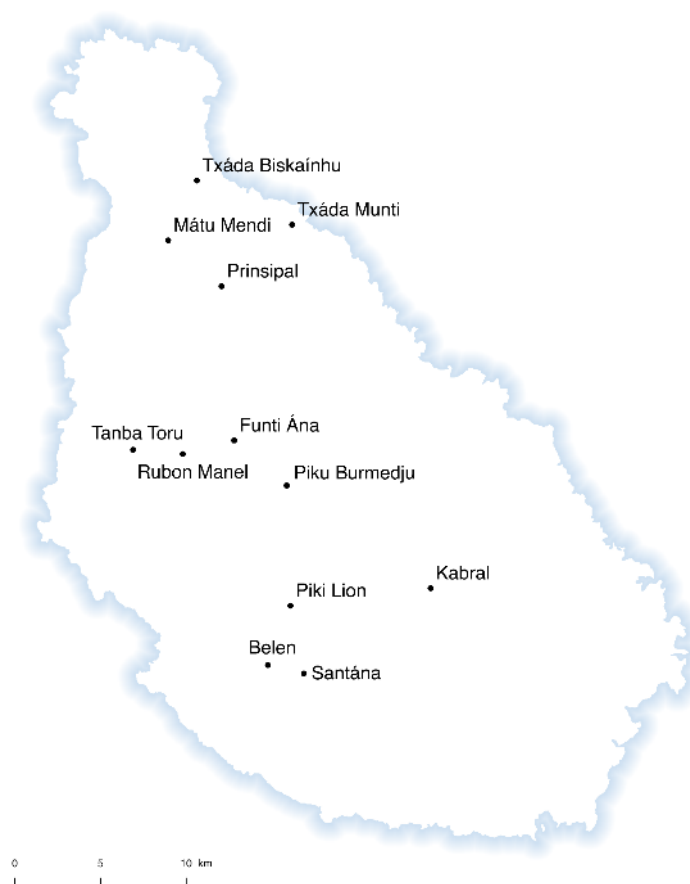 Txáda Biskaínhu
Txáda Munti
Mátu Mendi
Prinsipal
Tanba Toru
Funti Ána
Rubon Manel
Piku Burmedju
Kabral
Piki Lion
Belen
Santána
0 5 10 km